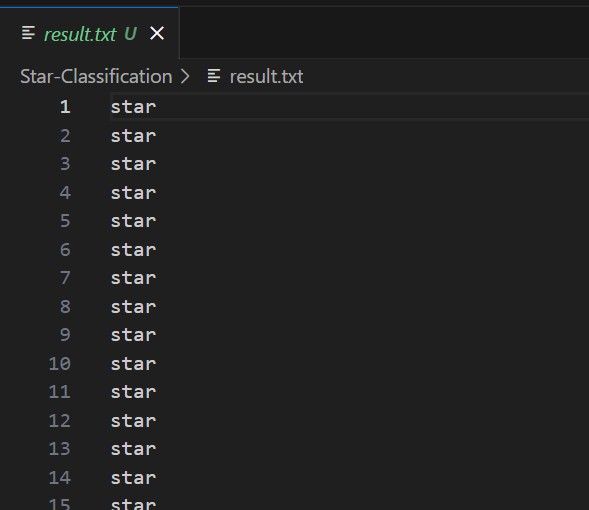 result.txt U
Star-Classification > result.txt
1 star
2 star
3 star
4 star
5 star
6 star
7 star
8 star
9 star
10 star
11 star
12 star
13 star
14 star
15 star